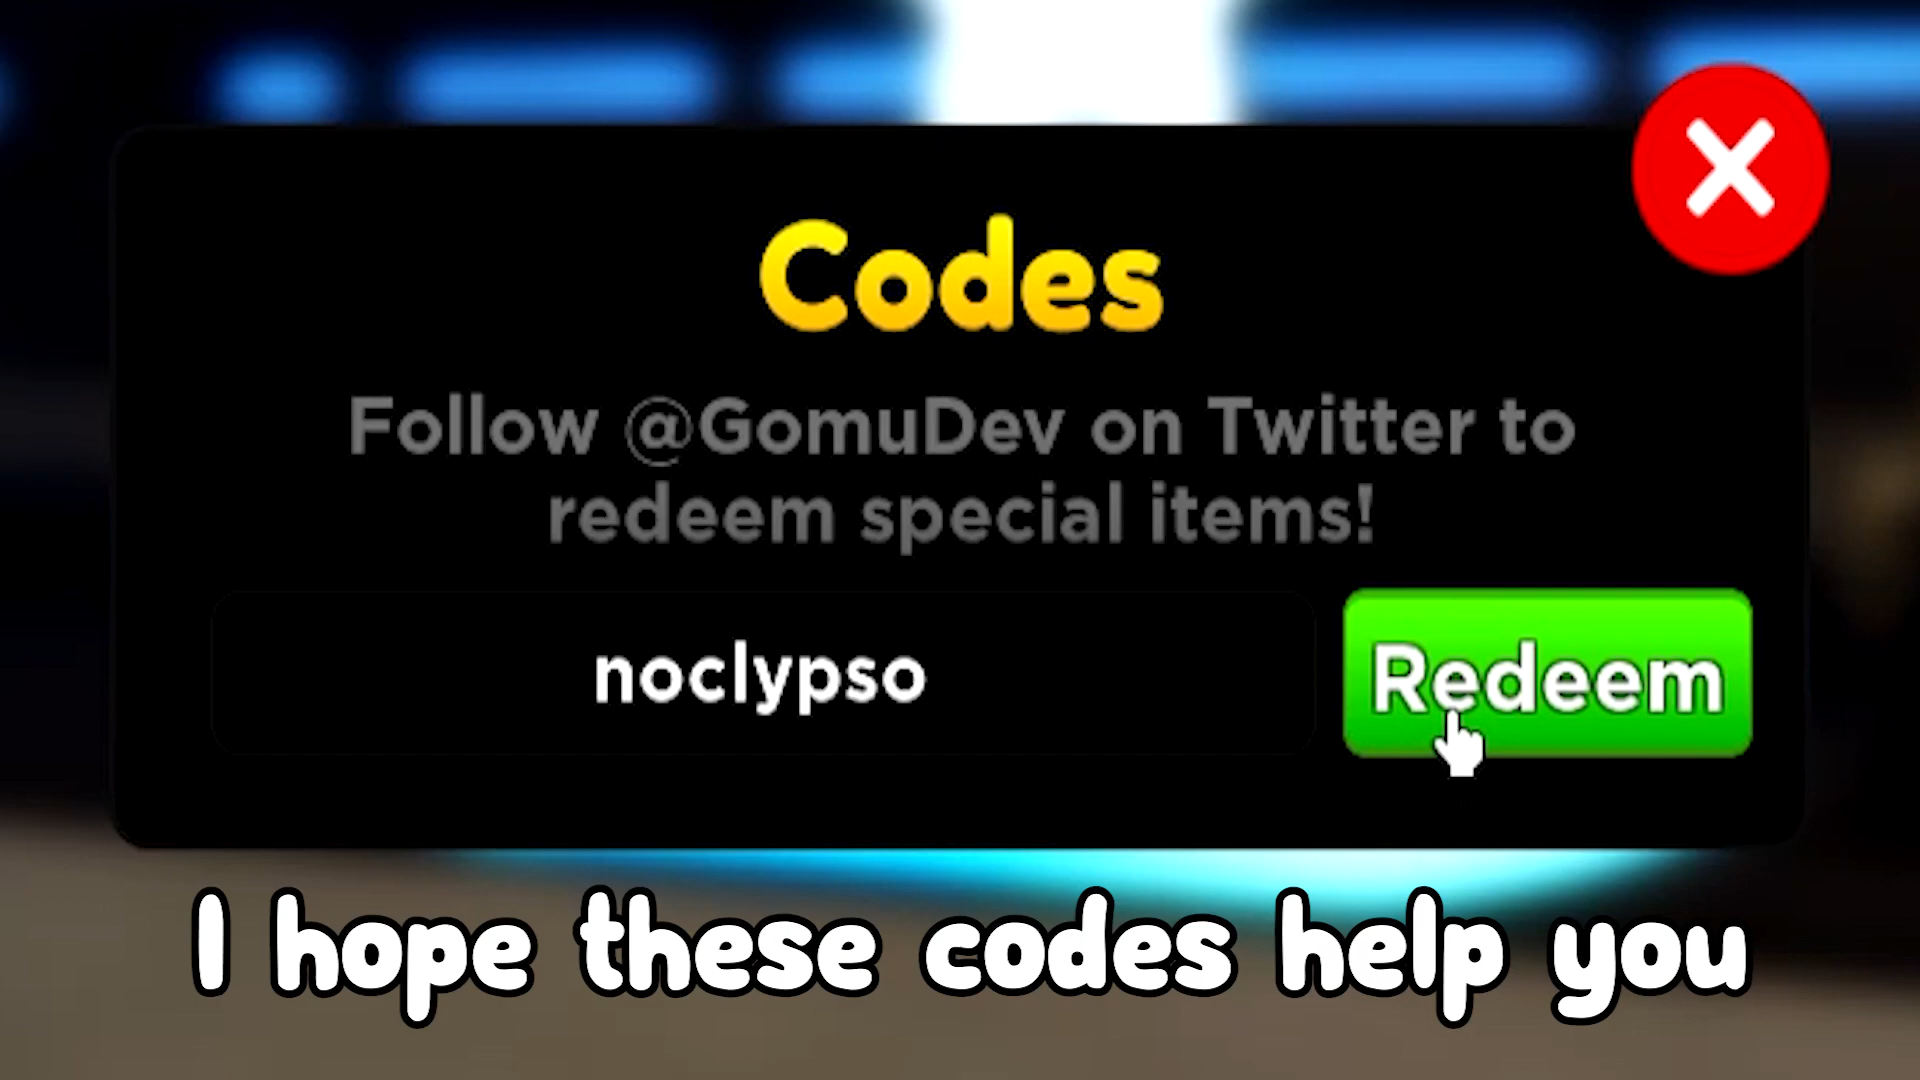 Codes
Follow @GomuDev on Twitter to
redeem special items!
noclypso
Redeem
I hope these codes help you